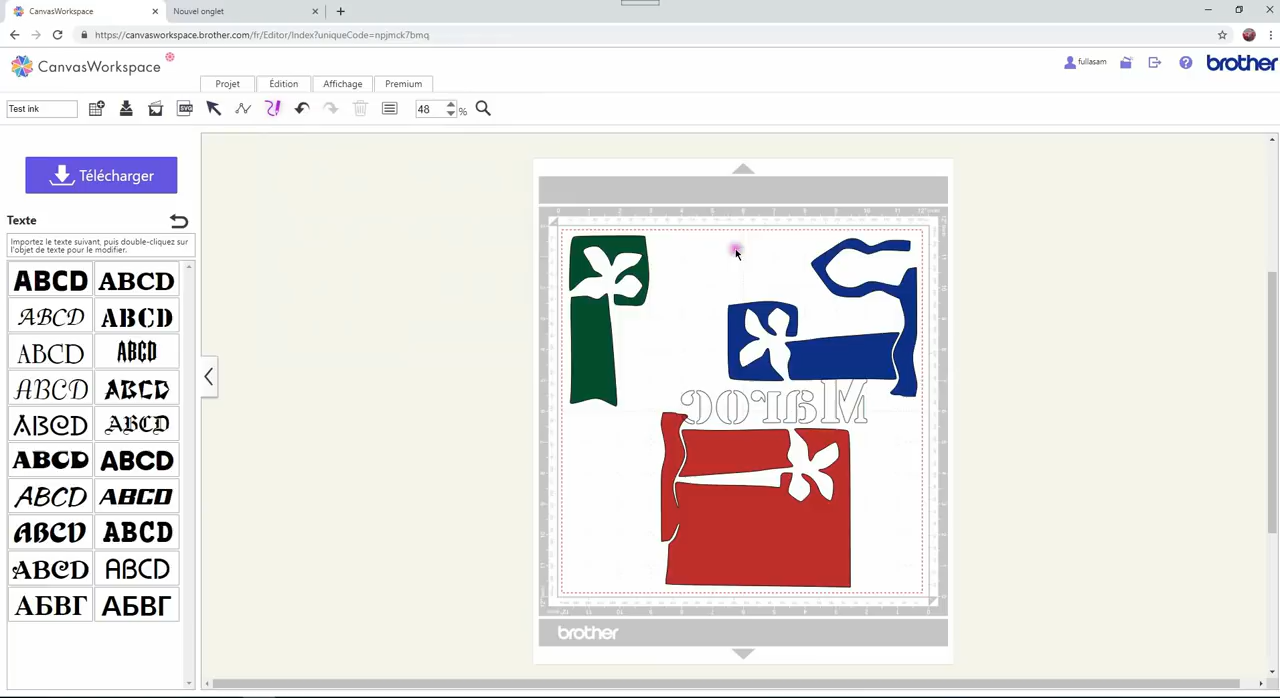 CanvasWorkspace
Nouvel onglet
https://canvasworkspace.brother.com/fr/Editor/Index?uniqueCode=npjmck7bmq
CanvasWorkspace
Projet
Édition
Affichage
Premium
fullasam
brother
Test ink
SVG
48
%
Télécharger
Texte
Importez le texte suivant, puis double-cliquez sur
l'objet de texte pour le modifier.
ABCD ABCD
ABCD ABCD
ABCD ABCD
ABCD ABCD
ABCD ABCD
ABCD ABCD
ABCD ABCD
ABCD ABCD
ABCD ABCD
АБВГ АБВГ
Maroc
brother